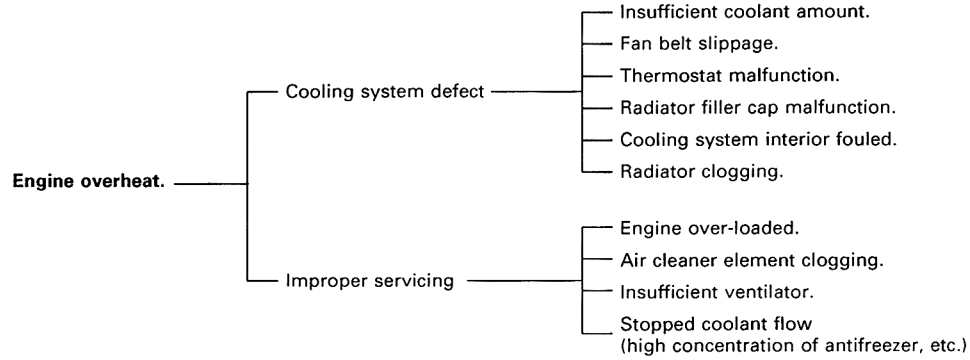 Engine overheat.
Cooling system defect
Insufficient coolant amount.
Fan belt slippage.
Thermostat malfunction.
Radiator filler cap malfunction.
Cooling system interior fouled.
Radiator clogging.
Improper servicing
Engine over-loaded.
Air cleaner element clogging.
Insufficient ventilator.
Stopped coolant flow
(high concentration of antifreezer, etc.)